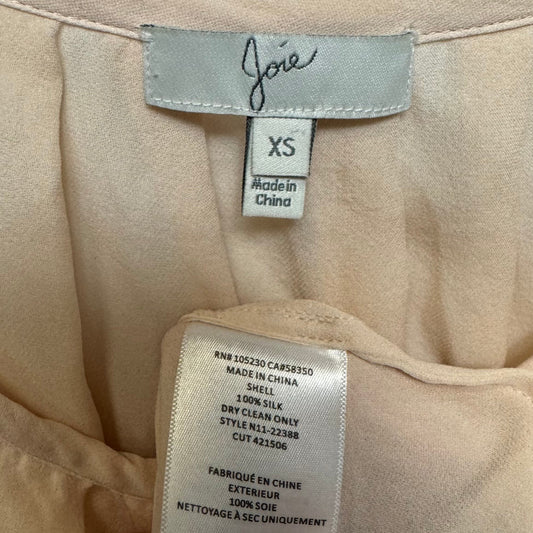 Joie
XS
Made in
China
RN# 105230 CA#58350
MADE IN CHINA
SHELL
100% SILK
DRY CLEAN ONLY
STYLE N11-22388
CUT 421506
FABRIQUÉ EN CHINE
EXTERIEUR
100% SOIE
NETTOYAGE À SEC UNIQUEMENT